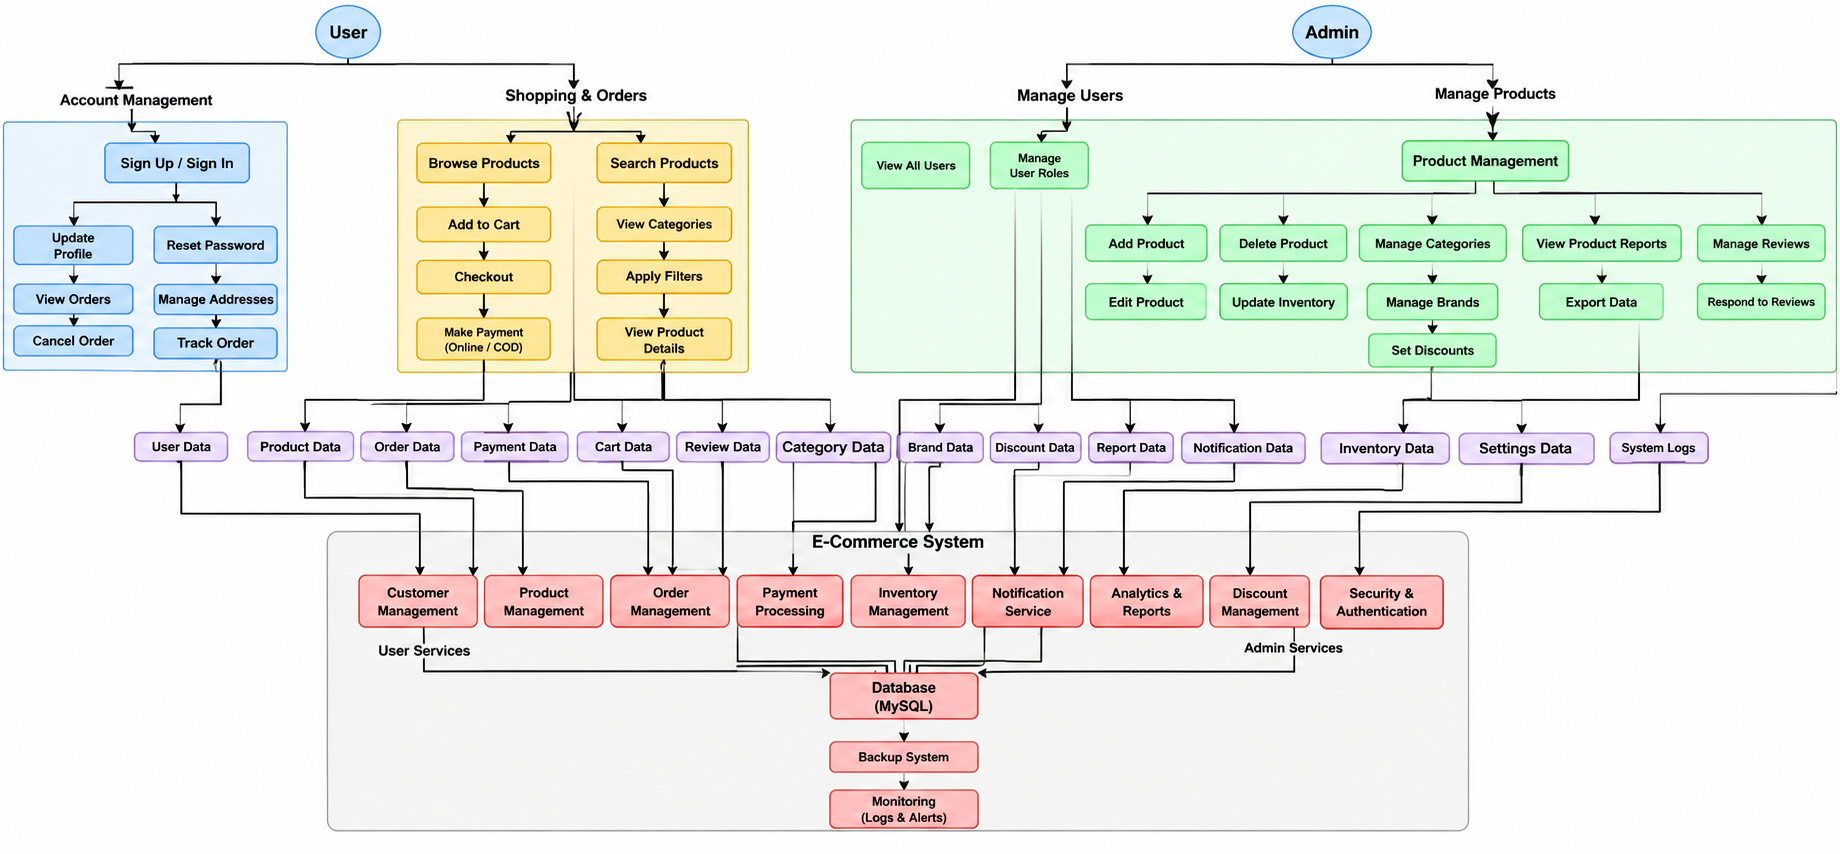 User
Admin
Account Management
Shopping & Orders
Manage Users
Manage Products
Sign Up / Sign In
Update
Profile
Reset Password
View Orders
Manage Addresses
Cancel Order
Track Order
Browse Products
Search Products
Add to Cart
View Categories
Checkout
Apply Filters
Make Payment
(Online / COD)
View Product
Details
View All Users
Manage
User Roles
Product Management
Add Product
Delete Product
Manage Categories
View Product Reports
Manage Reviews
Edit Product
Update Inventory
Manage Brands
Export Data
Respond to Reviews
Set Discounts
User Data
Product Data
Order Data
Payment Data
Cart Data
Review Data
Category Data
Brand Data
Discount Data
Report Data
Notification Data
Inventory Data
Settings Data
System Logs
E-Commerce System
Customer
Management
Product
Management
Order
Management
Payment
Processing
Inventory
Management
Notification
Service
Analytics &
Reports
Discount
Management
Security &
Authentication
User Services
Admin Services
Database
(MySQL)
Backup System
Monitoring
(Logs & Alerts)